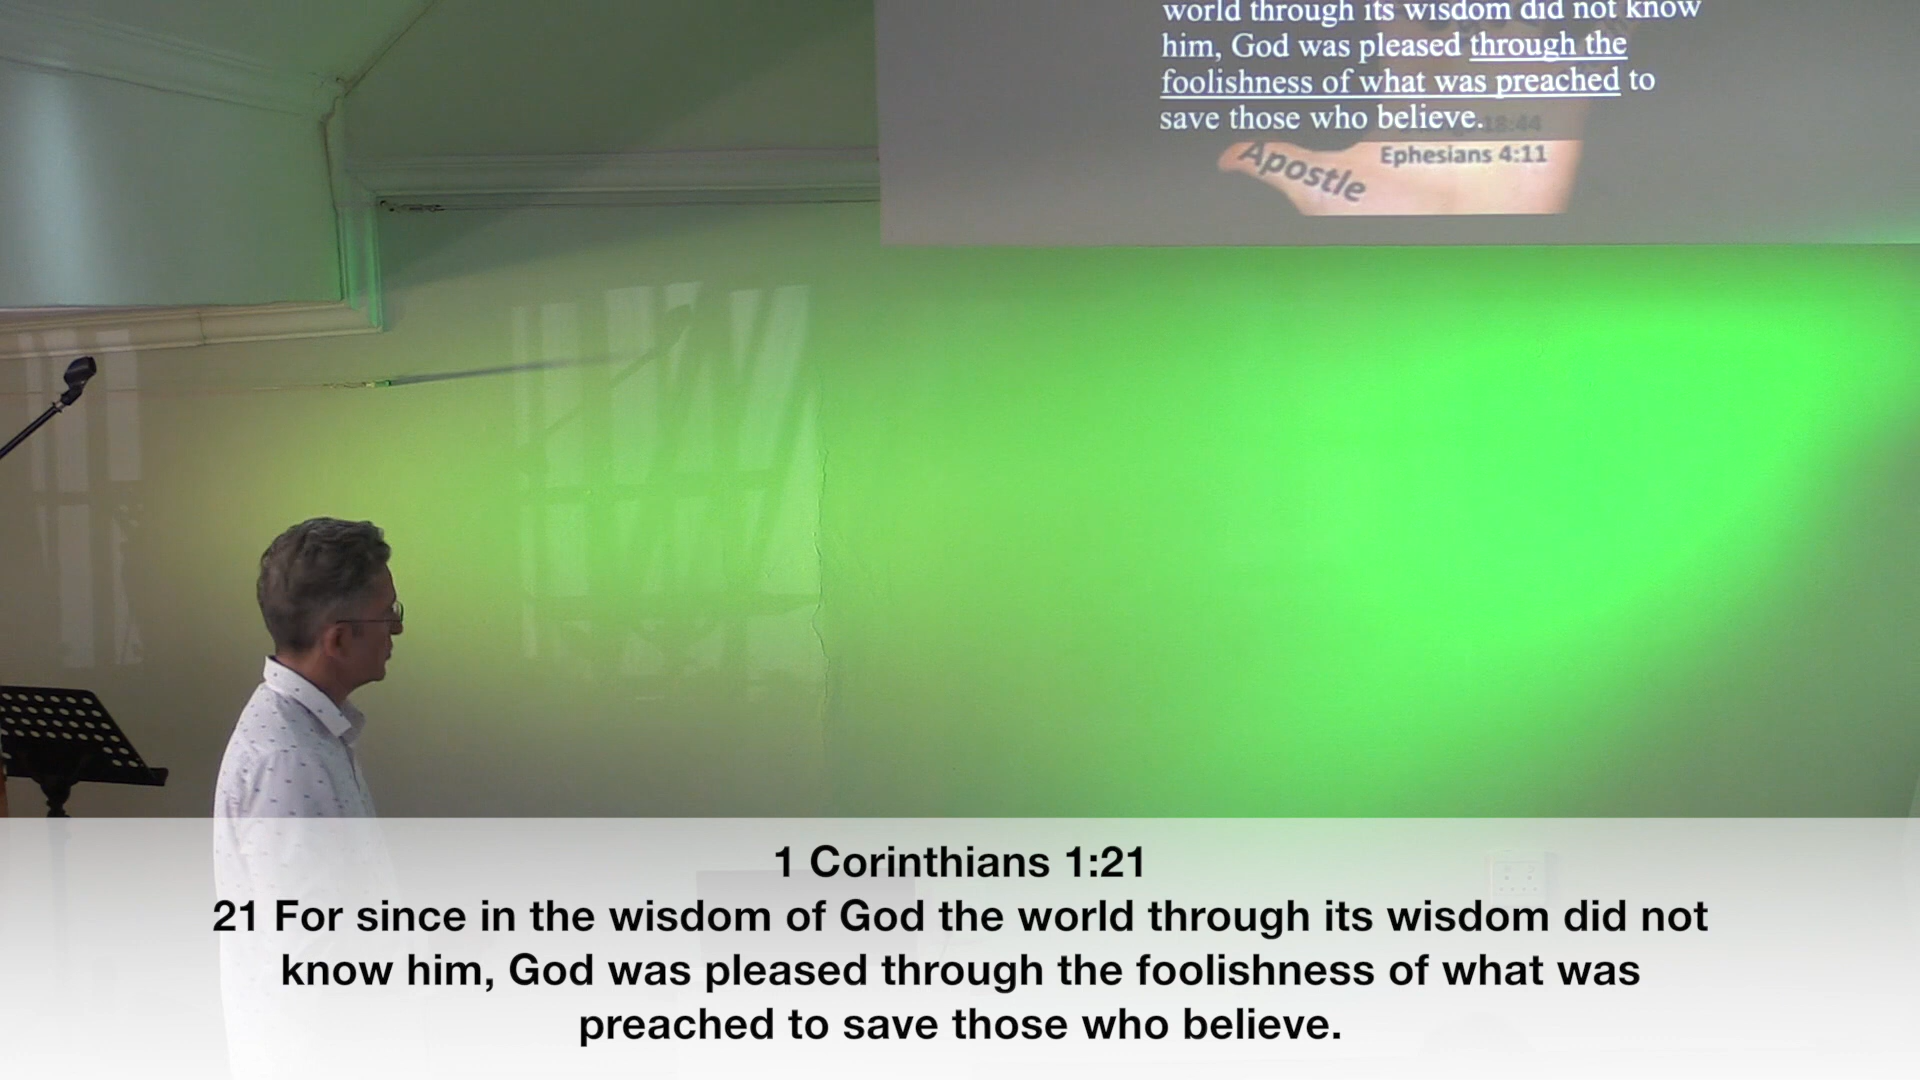 world through its wisdom did not know
him, God was pleased through the
foolishness of what was preached to
save those who believe.
18:44
Ephesians 4:11
Apostle
1 Corinthians 1:21
21 For since in the wisdom of God the world through its wisdom did not
know him, God was pleased through the foolishness of what was
preached to save those who believe.